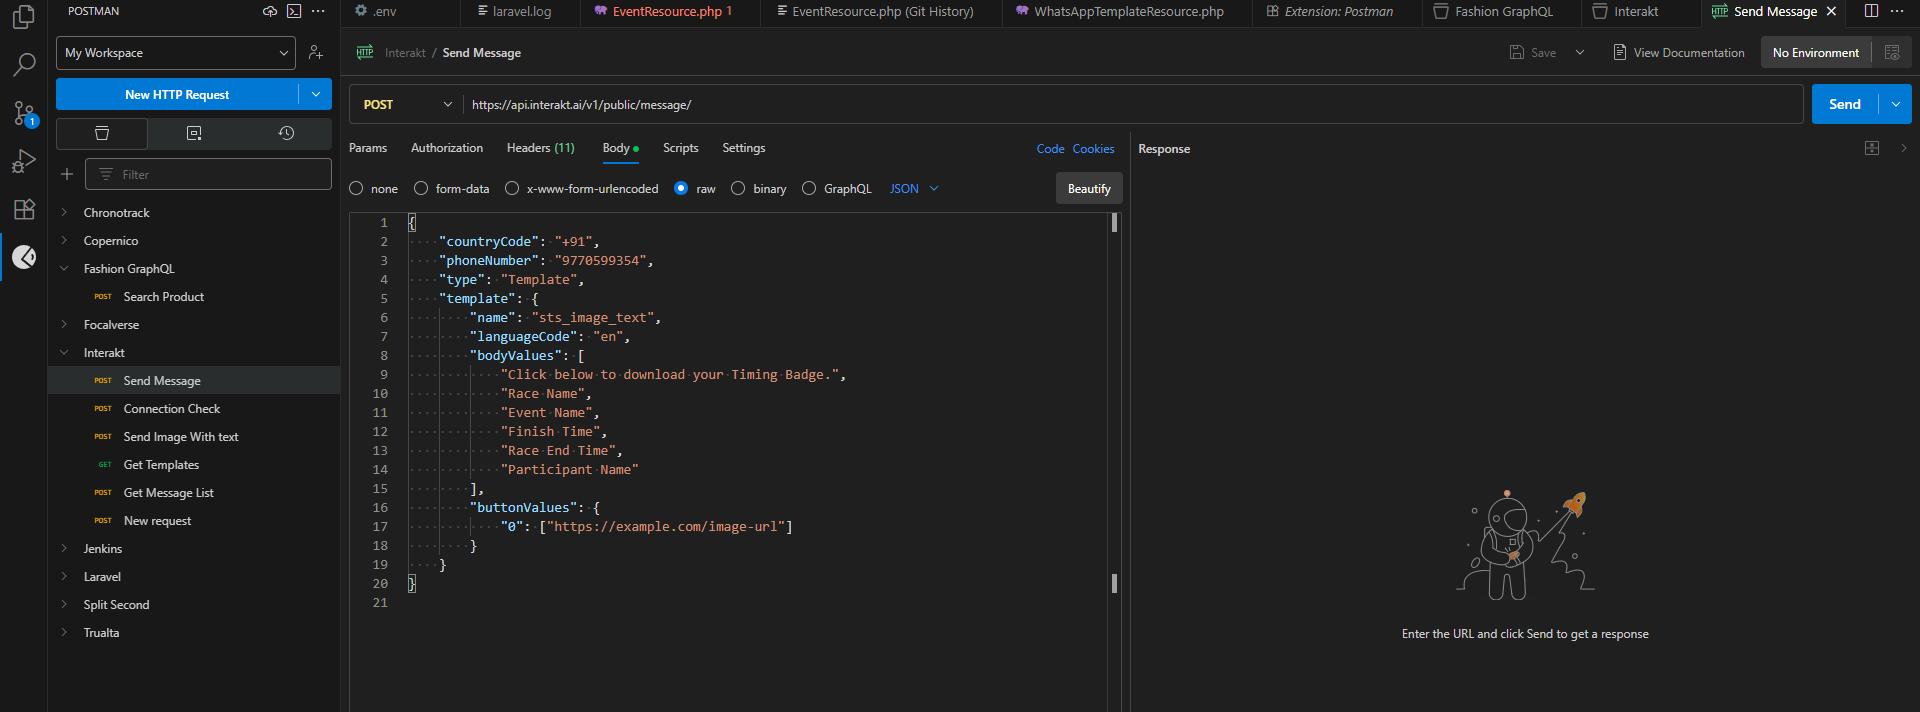 POSTMAN
.env
laravel.log
EventResource.php 1
EventResource.php (Git History)
WhatsAppTemplateResource.php
Extension: Postman
Fashion GraphQL
Interakt
HTTP Send Message
My Workspace
HTTP Interakt / Send Message
Save
View Documentation
No Environment
New HTTP Request
POST
https://api.interakt.ai/v1/public/message/
Send
1
Params
Authorization
Headers (11)
Body
Scripts
Settings
Code
Cookies
Response
Filter
none
form-data
x-www-form-urlencoded
raw
binary
GraphQL
JSON
Beautify
Chronotrack
Copernico
Fashion GraphQL
POST Search Product
Focalverse
Interakt
POST Send Message
POST Connection Check
POST Send Image With text
GET Get Templates
POST Get Message List
POST New request
Jenkins
Laravel
Split Second
Trualta
1 {
2 "countryCode": "+91",
3 "phoneNumber": "9770599354",
4 "type": "Template",
5 "template": {
6 "name": "sts_image_text",
7 "languageCode": "en",
8 "bodyValues": [
9 "Click below to download your Timing Badge.",
10 "Race Name",
11 "Event Name",
12 "Finish Time",
13 "Race End Time",
14 "Participant Name"
15 ],
16 "buttonValues": {
17 "0": ["https://example.com/image-url"]
18 }
19 }
20 }
21
Enter the URL and click Send to get a response